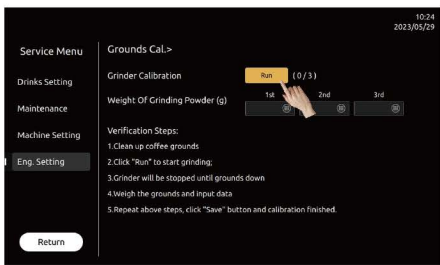 10:24
2023/05/29
Service Menu
Grounds Cal.>
Drinks Setting
Grinder Calibration
Run
( 0 / 3 )
Maintenance
Weight Of Grinding Powder (g)
1st
2nd
3rd
Machine Setting
Verification Steps:
1.Clean up coffee grounds
Eng. Setting
2.Click "Run" to start grinding;
3.Grinder will be stopped until grounds down
4.Weigh the grounds and input data
5.Repeat above steps, click "Save" button and calibration finished.
Return